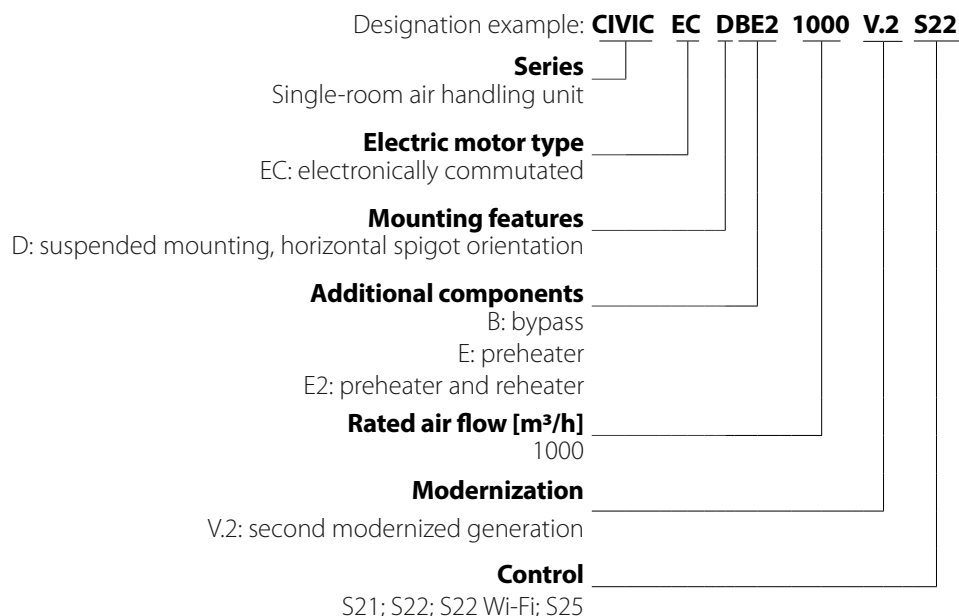 Designation example: CIVIC EC DBE2 1000 V.2 S22
Series
Single-room air handling unit
Electric motor type
EC: electronically commutated
Mounting features
D: suspended mounting, horizontal spigot orientation
Additional components
B: bypass
E: preheater
E2: preheater and reheater
Rated air flow [m³/h]
1000
Modernization
V.2: second modernized generation
Control
S21; S22; S22 Wi-Fi; S25